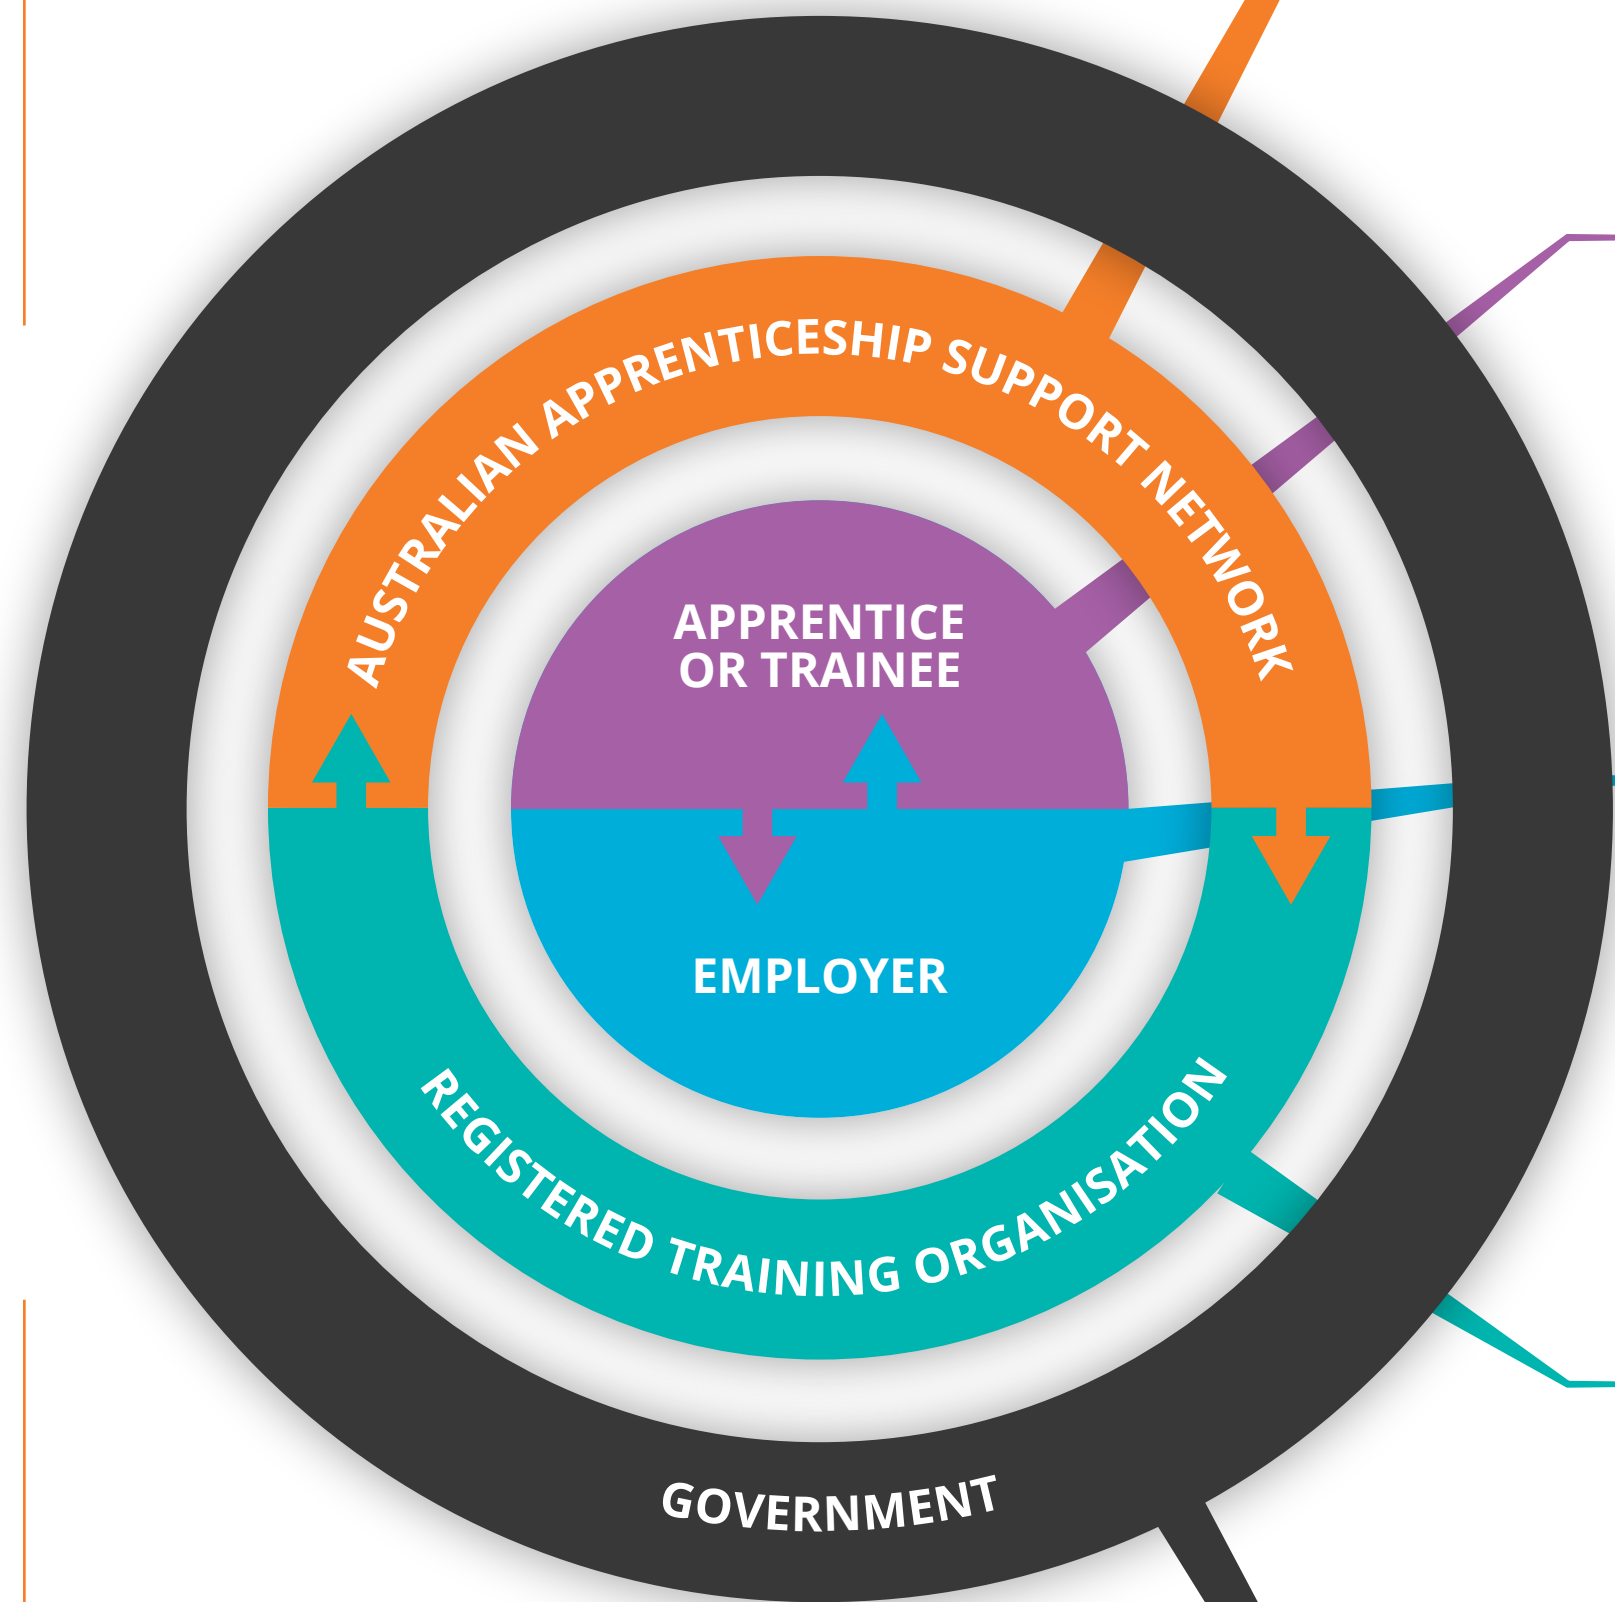 AUSTRALIAN APPRENTICESHIP SUPPORT NETWORK
APPRENTICE
OR TRAINEE
EMPLOYER
REGISTERED TRAINING ORGANISATION
GOVERNMENT